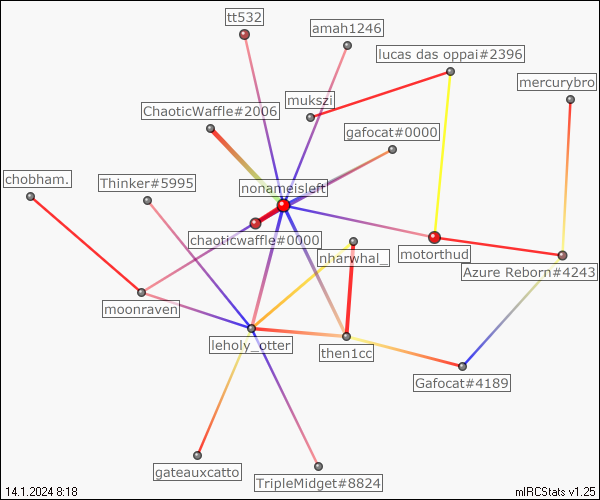 tt532
amah1246
lucas das oppai#2396
mercurybro
mukszi
ChaoticWaffle#2006
gafocat#0000
chobham.
Thinker#5995
nonameisleft
chaoticwaffle#0000
nharwhal_
motorthud
Azure Reborn#4243
moonraven
leholy_otter
then1cc
Gafocat#4189
gateauxcatto
TripleMidget#8824
14.1.2024 8:18
mIRCStats v1.25